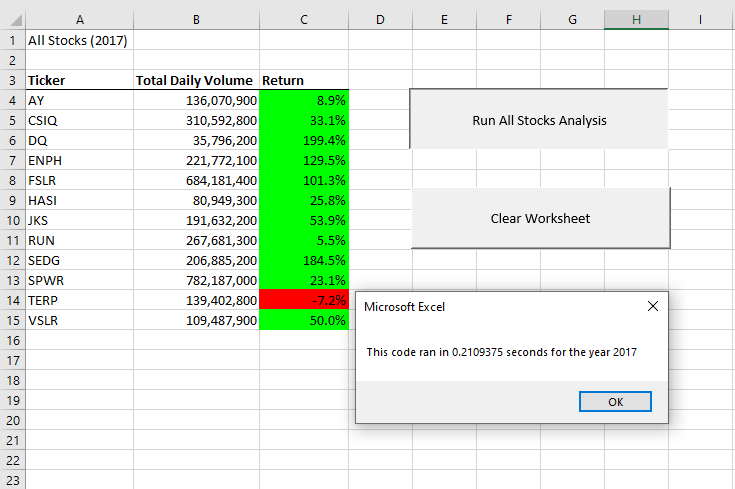 A B C D E F G H I
1 All Stocks (2017)
2
3 Ticker Total Daily Volume Return
4 AY 136,070,900 8.9%
5 CSIQ 310,592,800 33.1%
6 DQ 35,796,200 199.4%
7 ENPH 221,772,100 129.5%
8 FSLR 684,181,400 101.3%
9 HASI 80,949,300 25.8%
10 JKS 191,632,200 53.9%
11 RUN 267,681,300 5.5%
12 SEDG 206,885,200 184.5%
13 SPWR 782,187,000 23.1%
14 TERP 139,402,800 -7.2%
15 VSLR 109,487,900 50.0%
16
17
18
19
20
21
22
23
Run All Stocks Analysis
Clear Worksheet
Microsoft Excel
This code ran in 0.2109375 seconds for the year 2017
OK